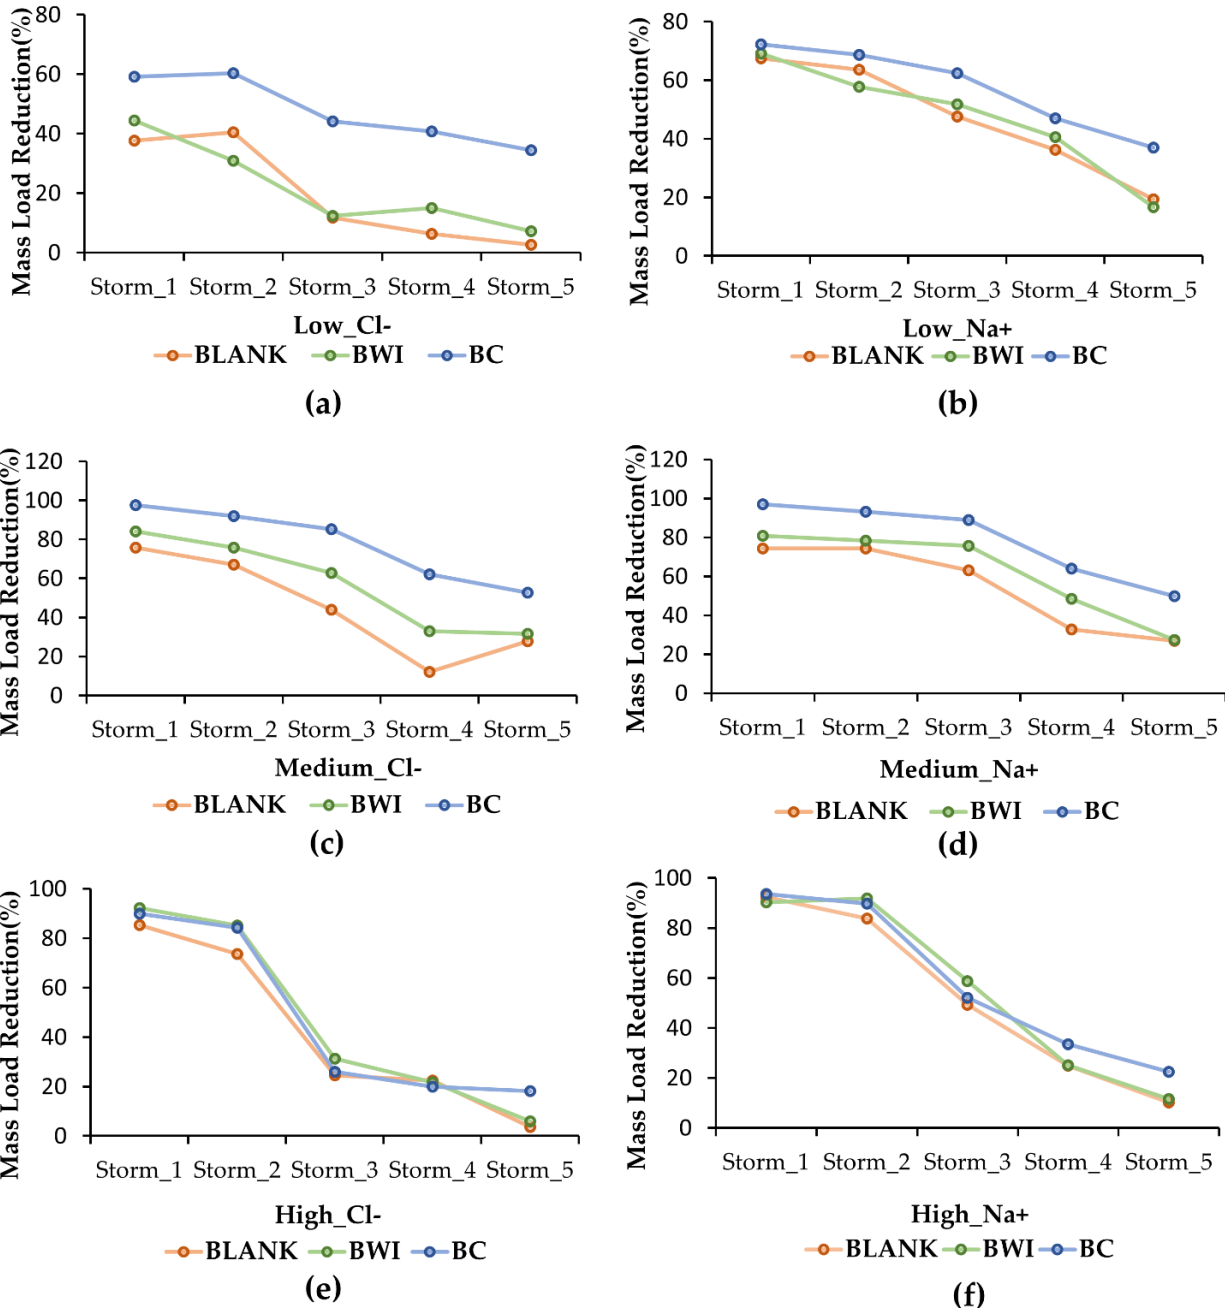 Mass Load Reduction(%)
80
60
40
20
0
Storm_1 Storm_2 Storm_3 Storm_4 Storm_5
Low_Cl-
BLANK BWI BC
(a)
Mass Load Reduction(%)
80
60
40
20
0
Storm_1 Storm_2 Storm_3 Storm_4 Storm_5
Low_Na+
BLANK BWI BC
(b)
Mass Load Reduction(%)
120
100
80
60
40
20
0
Storm_1 Storm_2 Storm_3 Storm_4 Storm_5
Medium_Cl-
BLANK BWI BC
(c)
Mass Load Reduction(%)
120
100
80
60
40
20
0
Storm_1 Storm_2 Storm_3 Storm_4 Storm_5
Medium_Na+
BLANK BWI BC
(d)
Mass Load Reduction(%)
100
80
60
40
20
0
Storm_1 Storm_2 Storm_3 Storm_4 Storm_5
High_Cl-
BLANK BWI BC
(e)
Mass Load Reduction(%)
100
80
60
40
20
0
Storm_1 Storm_2 Storm_3 Storm_4 Storm_5
High_Na+
BLANK BWI BC
(f)